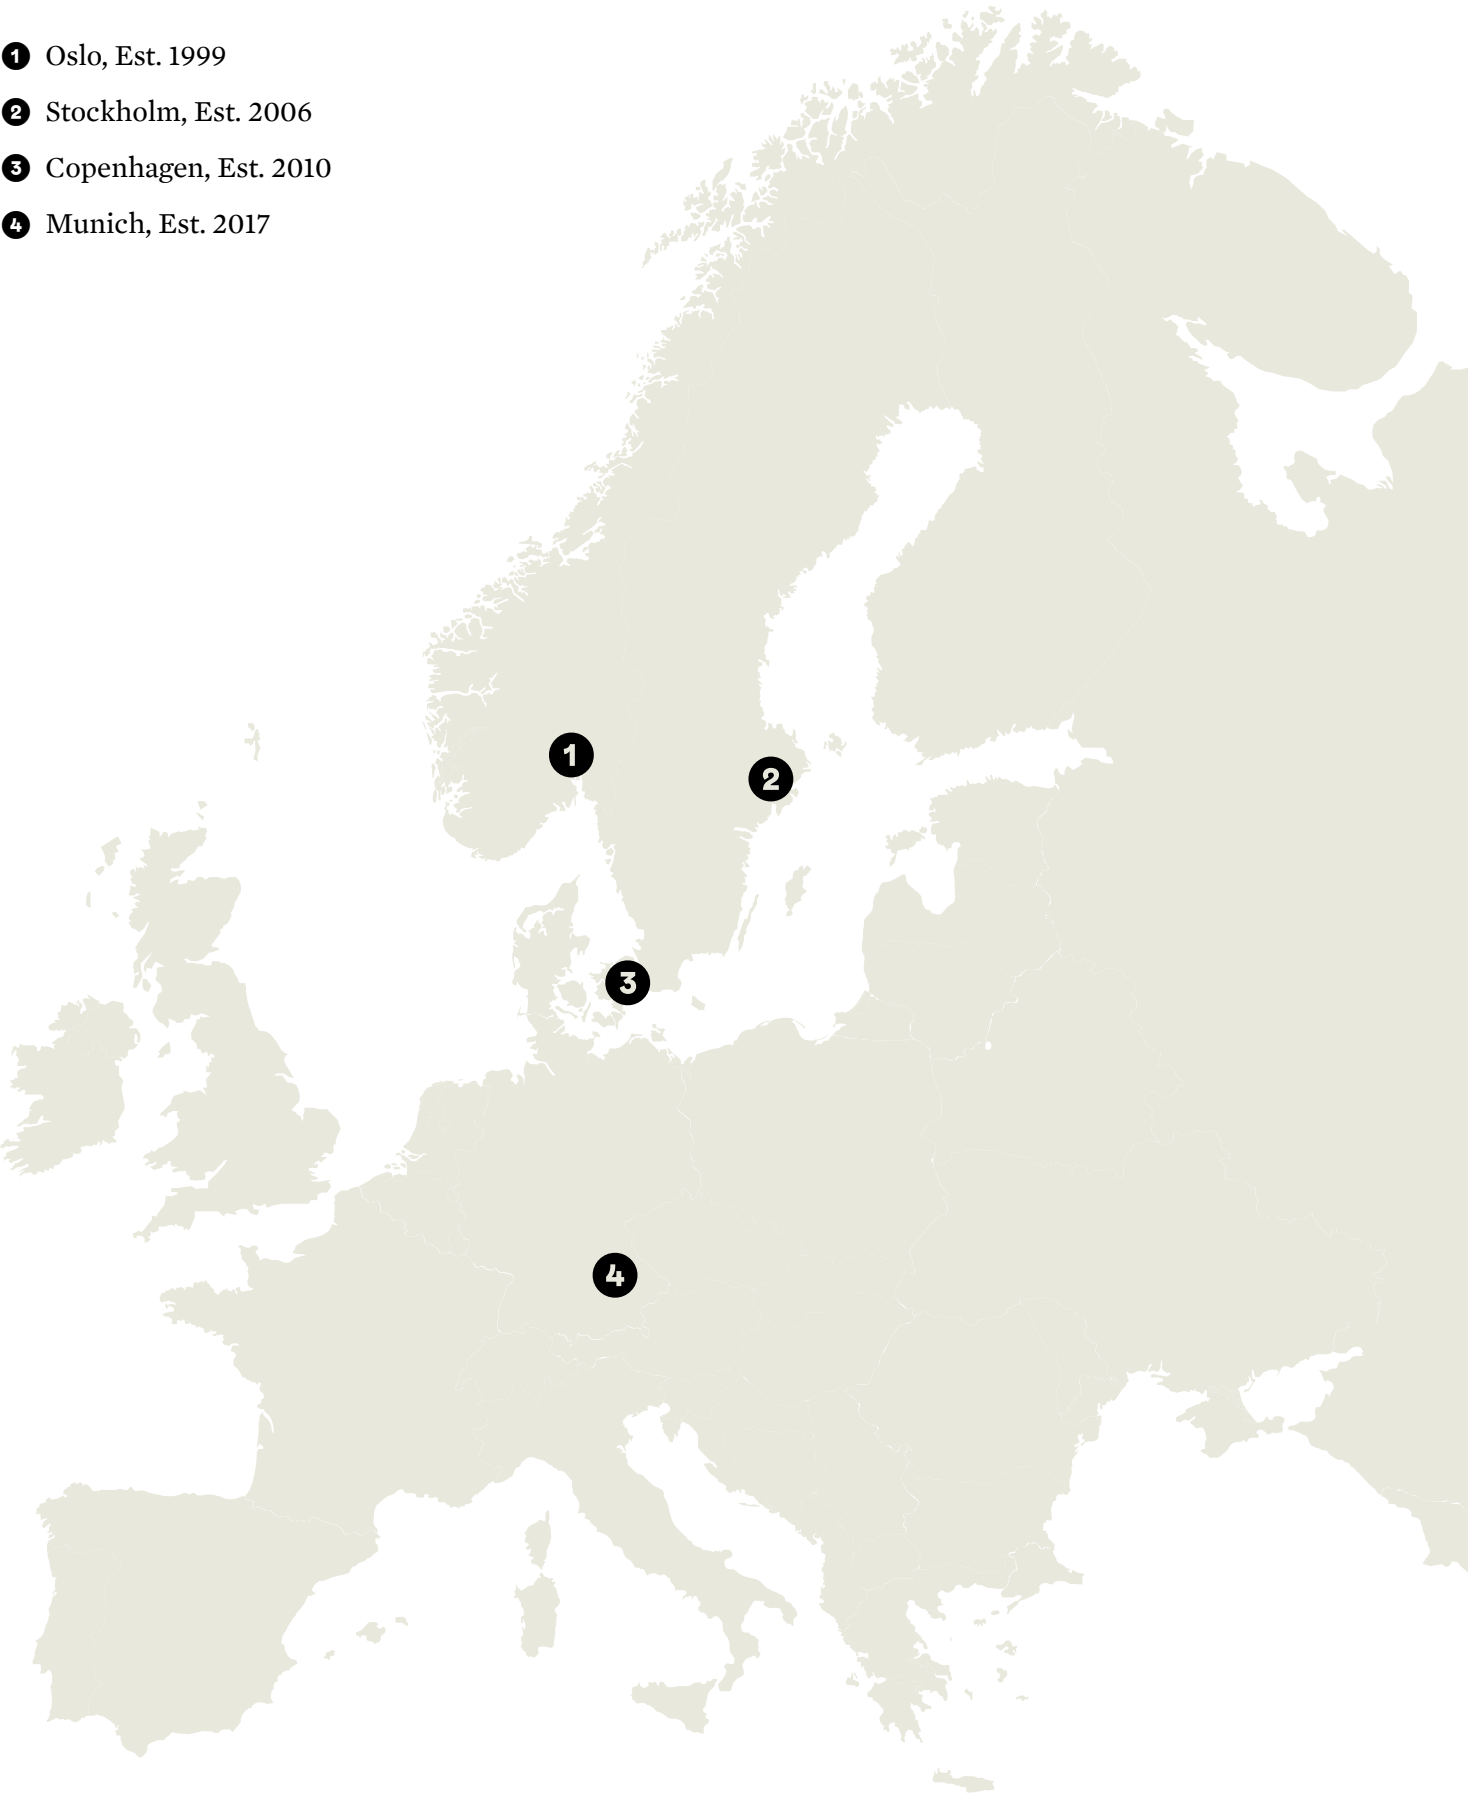 1 Oslo, Est. 1999
2 Stockholm, Est. 2006
3 Copenhagen, Est. 2010
4 Munich, Est. 2017
1
2
3
4